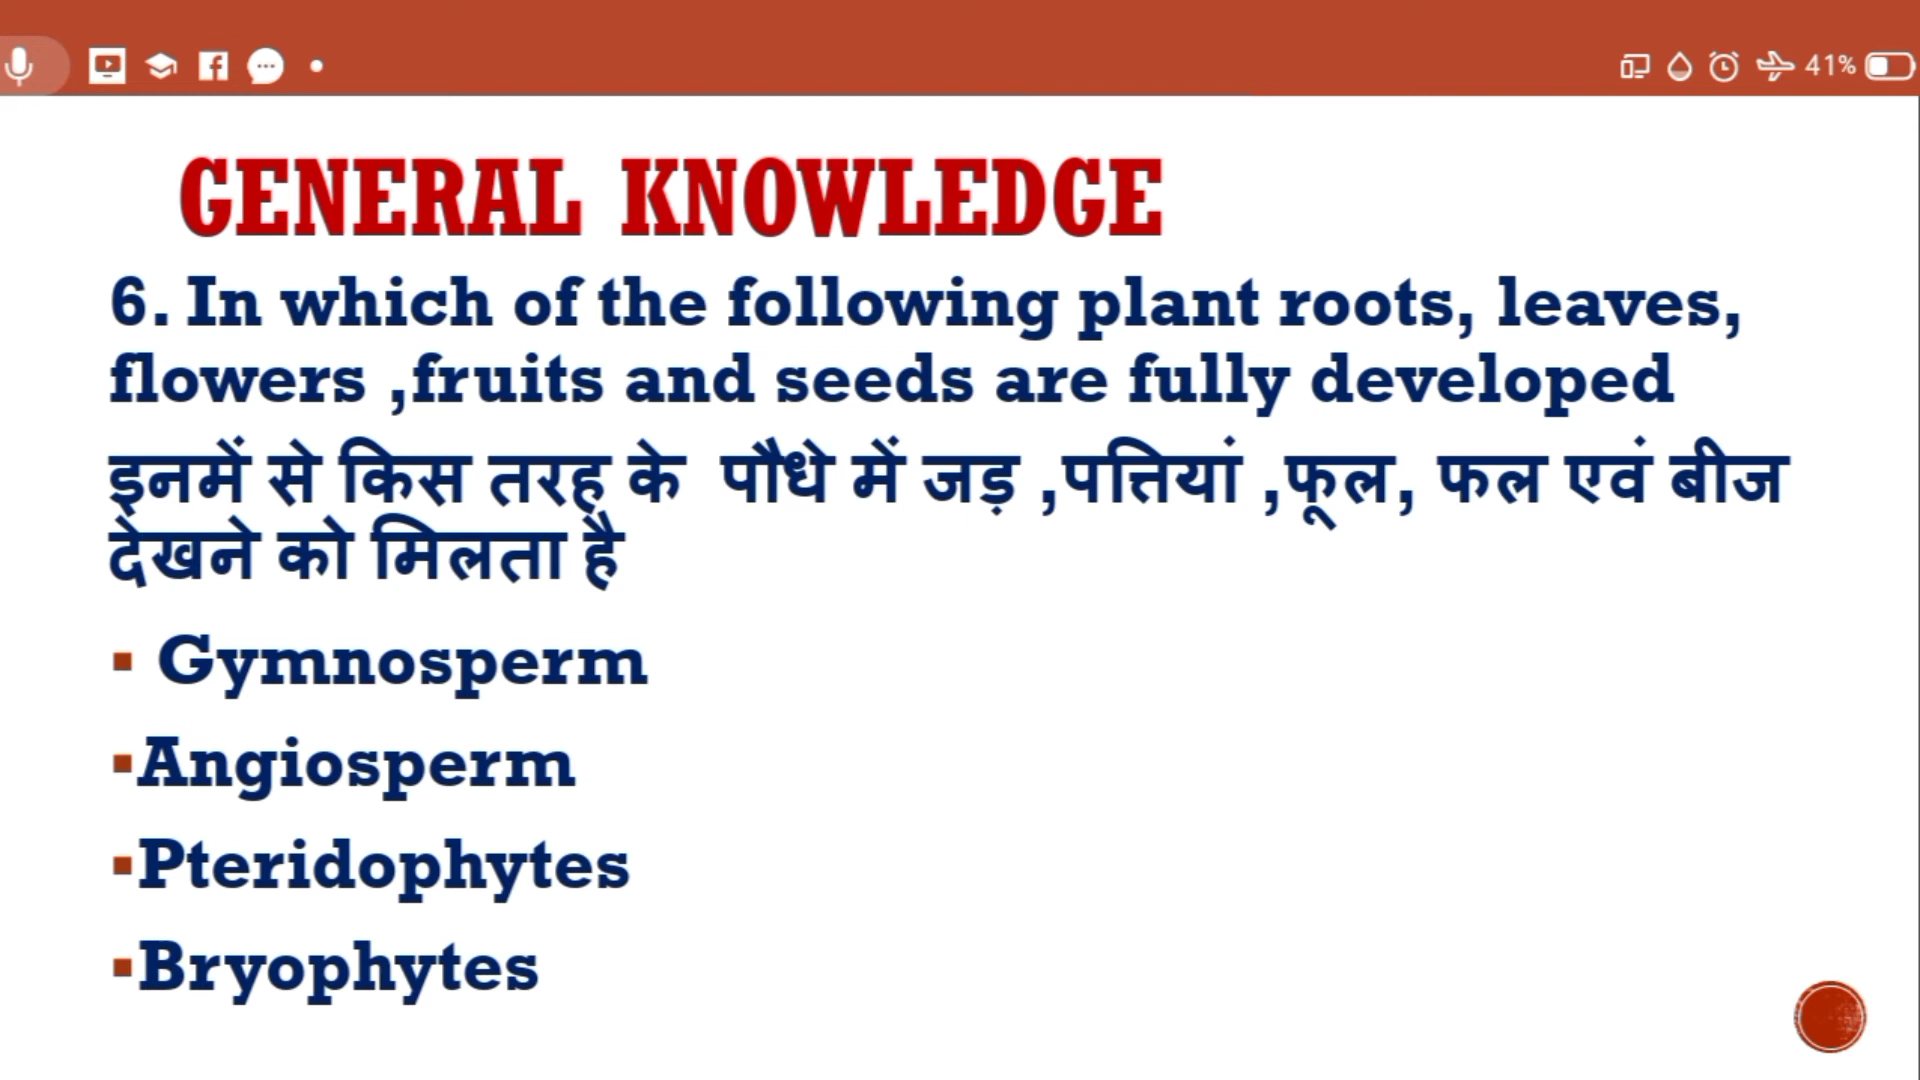 41%
GENERAL KNOWLEDGE
6. In which of the following plant roots, leaves,
flowers ,fruits and seeds are fully developed
इनमें से किस तरह के पौधे में जड़ ,पत्तियां ,फूल, फल एवं बीज
देखने को मिलता है
▪ Gymnosperm
▪Angiosperm
▪Pteridophytes
▪Bryophytes